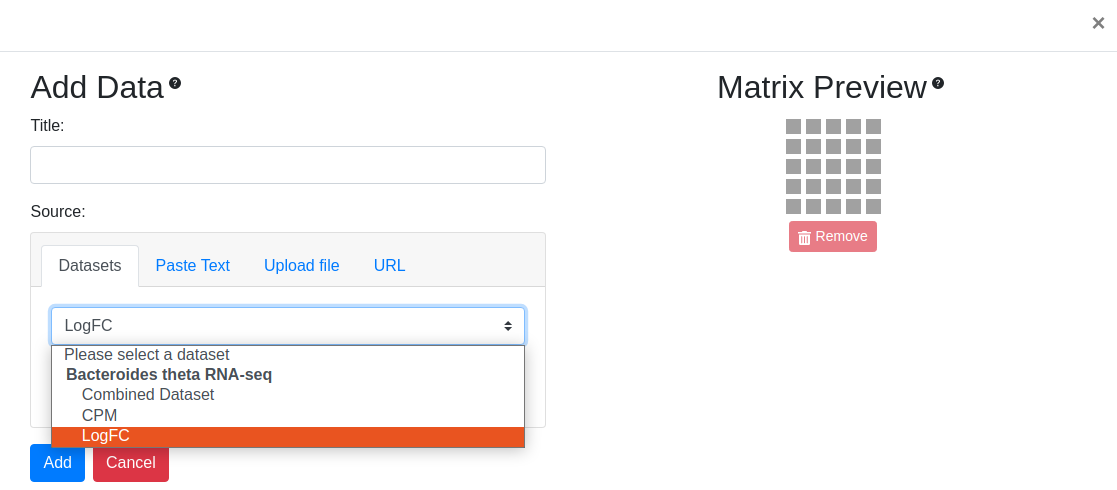 ×
Add Data ?
Title:
Source:
Datasets Paste Text Upload file URL
LogFC
Please select a dataset
Bacteroides theta RNA-seq
Combined Dataset
CPM
LogFC
Add Cancel
Matrix Preview ?
Remove